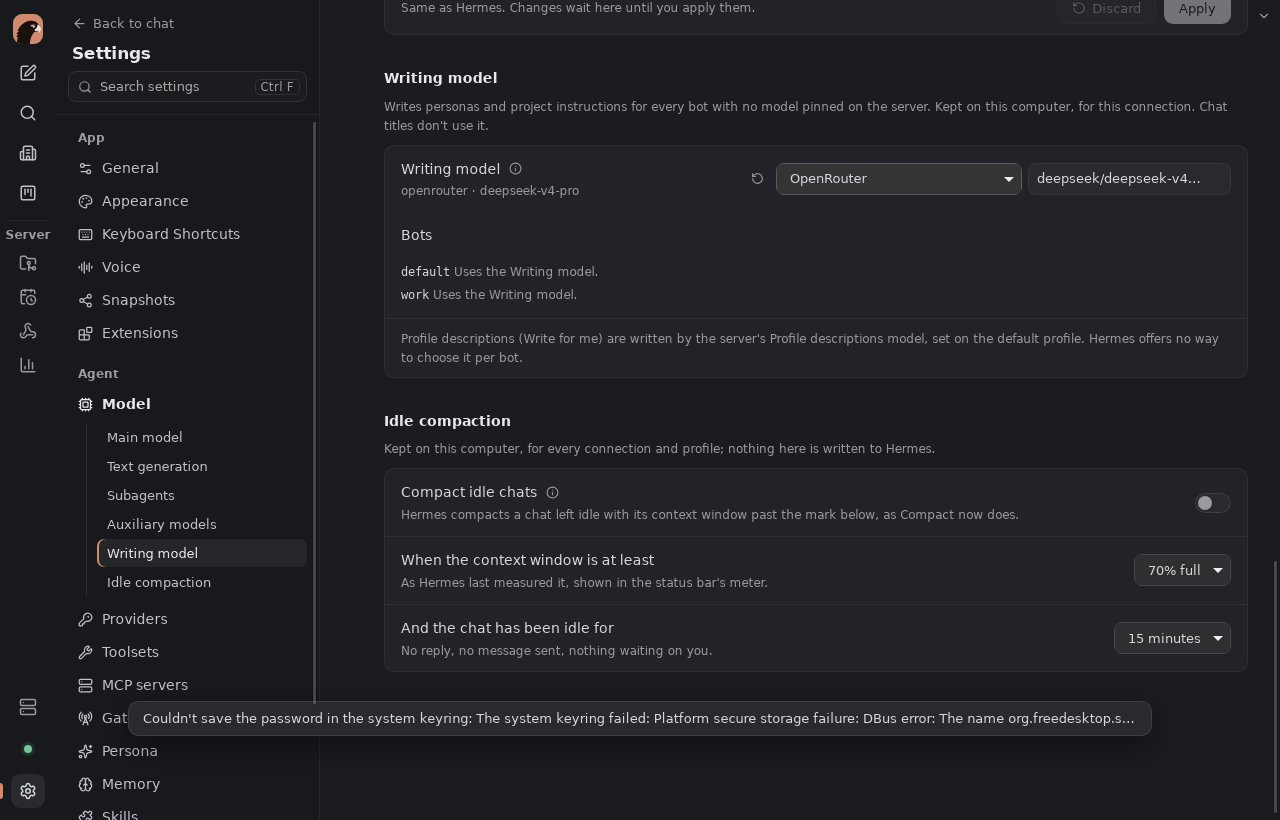 Back to chat
Settings
Search settings Ctrl F
App
General
Appearance
Keyboard Shortcuts
Voice
Snapshots
Extensions
Agent
Model
Main model
Text generation
Subagents
Auxiliary models
Writing model
Idle compaction
Providers
Toolsets
MCP servers
Gat
Persona
Memory
Skills
Server
Same as Hermes. Changes wait here until you apply them.
Discard Apply
Writing model
Writes personas and project instructions for every bot with no model pinned on the server. Kept on this computer, for this connection. Chat
titles don't use it.
Writing model
openrouter · deepseek-v4-pro
OpenRouter deepseek/deepseek-v4...
Bots
default Uses the Writing model.
work Uses the Writing model.
Profile descriptions (Write for me) are written by the server's Profile descriptions model, set on the default profile. Hermes offers no way
to choose it per bot.
Idle compaction
Kept on this computer, for every connection and profile; nothing here is written to Hermes.
Compact idle chats
Hermes compacts a chat left idle with its context window past the mark below, as Compact now does.
When the context window is at least
As Hermes last measured it, shown in the status bar's meter.
70% full
And the chat has been idle for
No reply, no message sent, nothing waiting on you.
15 minutes
Couldn't save the password in the system keyring: The system keyring failed: Platform secure storage failure: DBus error: The name org.freedesktop.s...